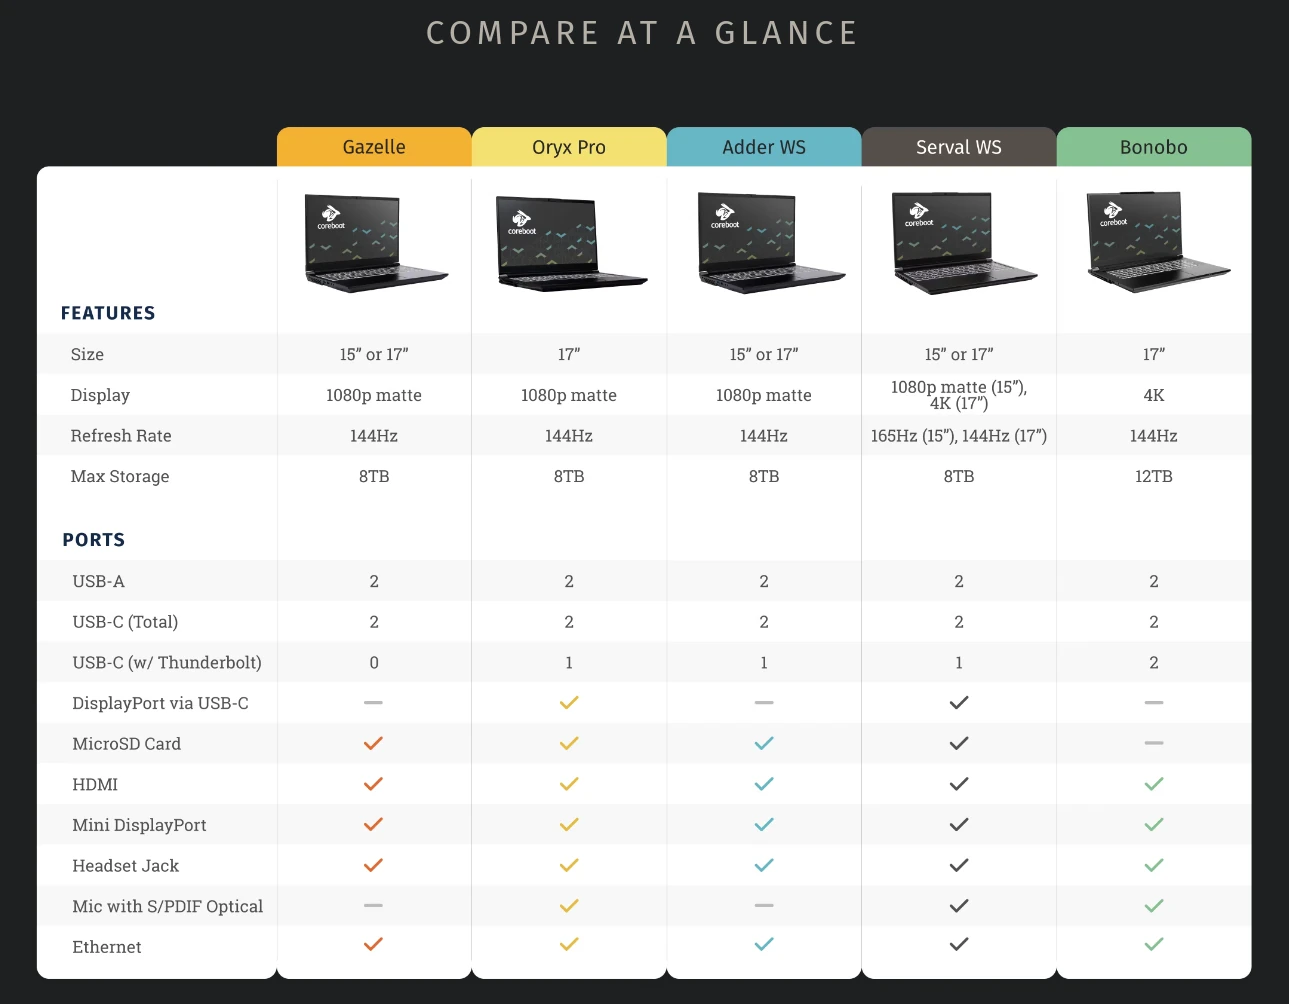 COMPARE AT A GLANCE
Gazelle Oryx Pro Adder WS Serval WS Bonobo
coreboot coreboot coreboot coreboot coreboot
FEATURES
Size 15” or 17” 17” 15” or 17” 15” or 17” 17”
Display 1080p matte 1080p matte 1080p matte 1080p matte (15”), 4K
4K (17”)
Refresh Rate 144Hz 144Hz 144Hz 165Hz (15”), 144Hz (17”) 144Hz
Max Storage 8TB 8TB 8TB 8TB 12TB
PORTS
USB-A 2 2 2 2 2
USB-C (Total) 2 2 2 2 2
USB-C (w/ Thunderbolt) 0 1 1 1 2
DisplayPort via USB-C — ✓ — ✓ —
MicroSD Card ✓ ✓ ✓ ✓ —
HDMI ✓ ✓ ✓ ✓ ✓
Mini DisplayPort ✓ ✓ ✓ ✓ ✓
Headset Jack ✓ ✓ ✓ ✓ ✓
Mic with S/PDIF Optical — ✓ — ✓ ✓
Ethernet ✓ ✓ ✓ ✓ ✓